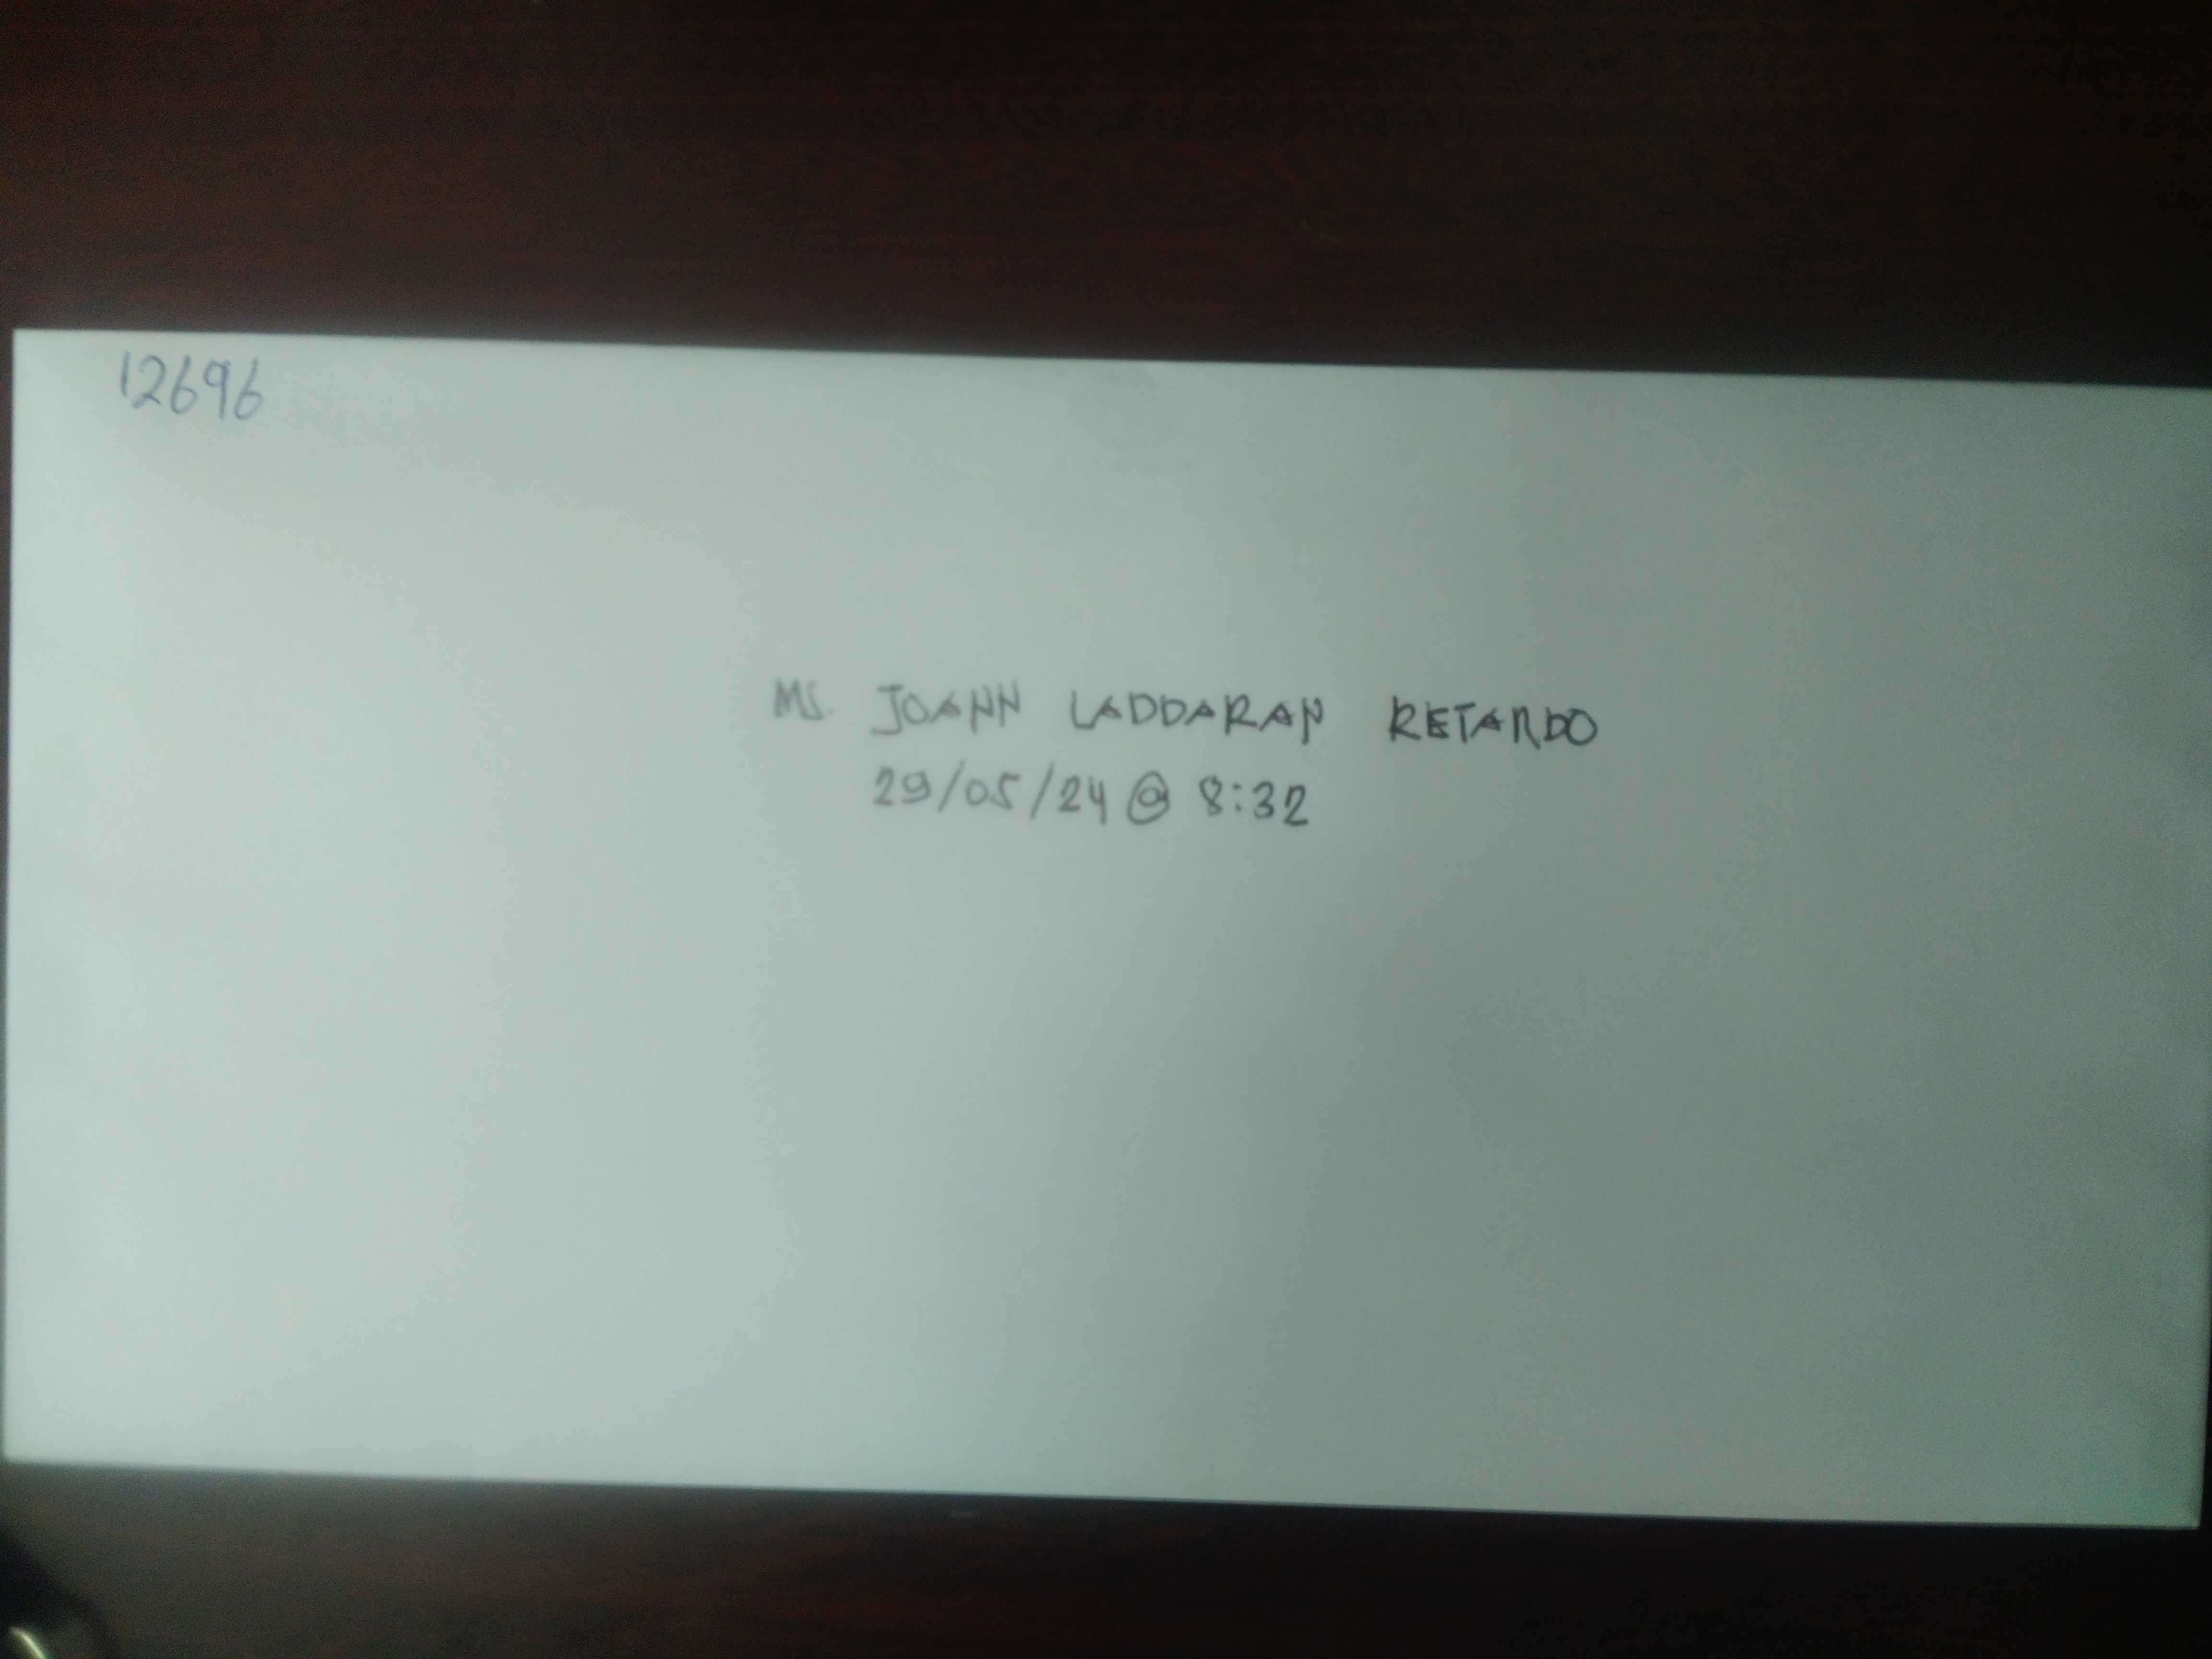 12696
MS. JOANN LADDARAN RETARDO
29/05/24 @ 8:32